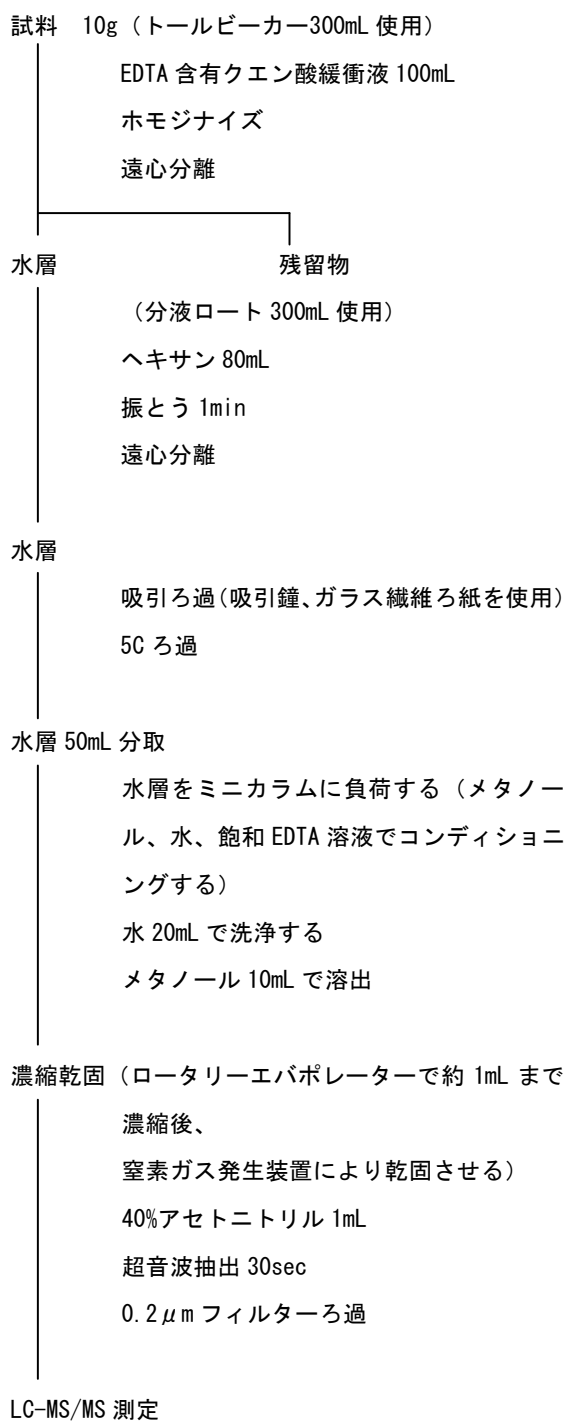 試料　10g（トールビーカー300mL 使用）
EDTA 含有クエン酸緩衝液 100mL
ホモジナイズ
遠心分離
水層　残留物
（分液ロート 300mL 使用）
ヘキサン 80mL
振とう 1min
遠心分離
水層
吸引ろ過（吸引鐘、ガラス繊維ろ紙を使用）
5C ろ過
水層 50mL 分取
水層をミニカラムに負荷する（メタノー
ル、水、飽和 EDTA 溶液でコンディショニ
ングする）
水 20mL で洗浄する
メタノール 10mL で溶出
濃縮乾固（ロータリーエバポレーターで約 1mL まで
濃縮後、
窒素ガス発生装置により乾固させる）
40%アセトニトリル 1mL
超音波抽出 30sec
0.2μm フィルターろ過
LC-MS/MS 測定